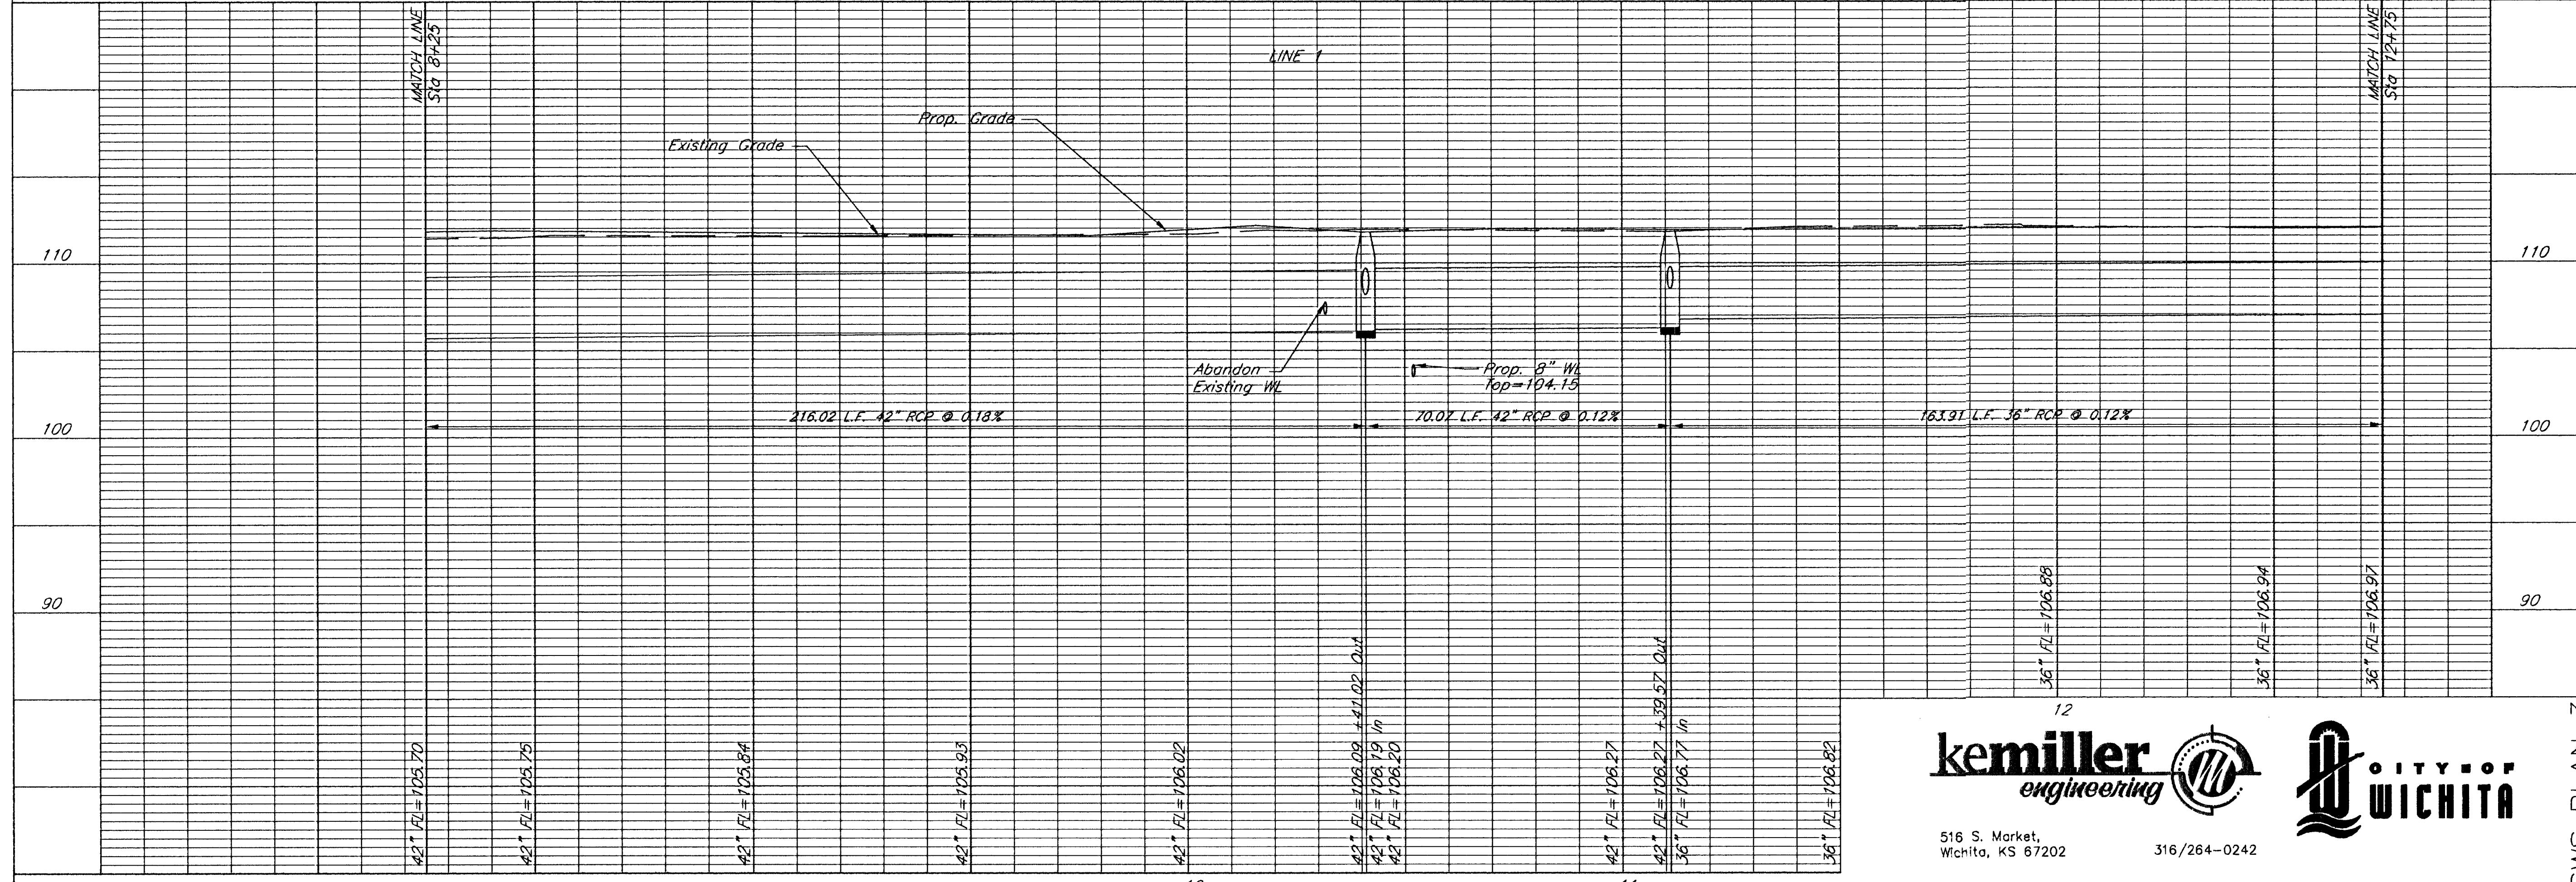 MATCH LINE
Sta 8+25
LINE 1
MATCH LINE
Sta 12+75
Prop. Grade
Existing Grade
110
110
Abandon
Existing WL
Prop. 8" WL
Top=104.15
216.02 L.F. 42" RCP @ 0.18%
70.07 L.F. 42" RCP @ 0.12%
163.91 L.F. 36" RCP @ 0.12%
100
100
90
90
42" FL=105.70
42" FL=105.75
42" FL=105.84
42" FL=105.93
42" FL=106.02
42" FL=106.09 +41.02 Out
42" FL=106.19 In
42" FL=106.20
42" FL=106.27
42" FL=106.27 +39.57 Out
36" FL=106.77 In
36" FL=106.82
36" FL=106.88
36" FL=106.94
36" FL=106.97
12
kemiller
engineering
CITY OF
WICHITA
516 S. Market,
Wichita, KS 67202
316/264-0242